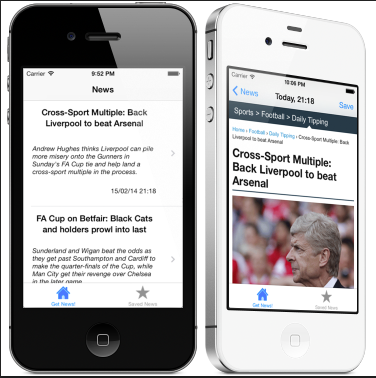 Carrier 9:52 PM
News
Cross-Sport Multiple: Back
Liverpool to beat Arsenal
Andrew Hughes thinks Liverpool can pile
more misery onto the Gunners in
Sunday's FA Cup tie and help land a
cross-sport multiple in the process.
15/02/14 21:18
FA Cup on Betfair: Black Cats
and holders prowl into last
Sunderland and Wigan beat the odds as
they get past Southampton and Cardiff to
make the quarter-finals of the Cup, while
Man City get their revenge over Chelsea
in the later game
Get News! Saved News
Carrier 10:06 PM
News Today, 21:18 Save
Sports > Football > Daily Tipping
Home › Football › Daily Tipping › Cross-Sport Multiple: Back
Liverpool to beat Arsenal
Cross-Sport Multiple:
Back Liverpool to beat
Arsenal
Get News! Saved News